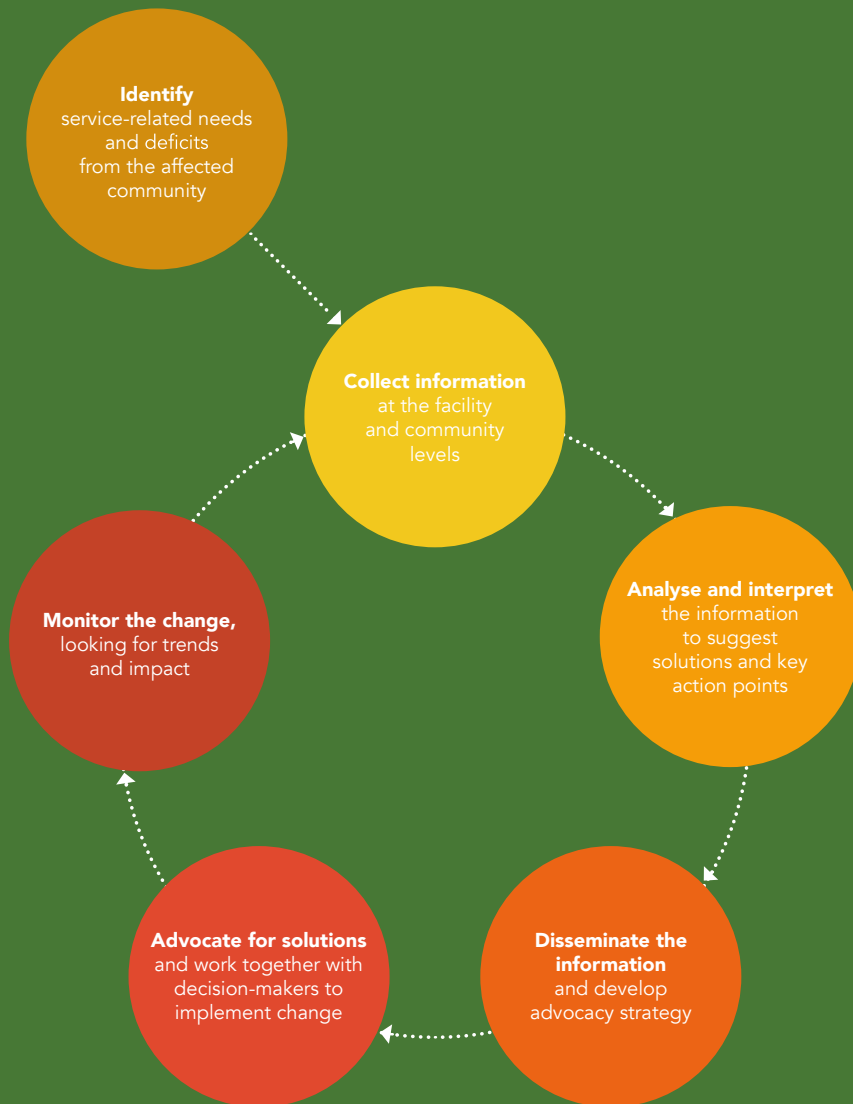 Identify
service-related needs
and deficits
from the affected
community
Collect information
at the facility
and community
levels
Analyse and interpret
the information
to suggest
solutions and key
action points
Disseminate the
information
and develop
advocacy strategy
Advocate for solutions
and work together with
decision-makers to
implement change
Monitor the change,
looking for trends
and impact